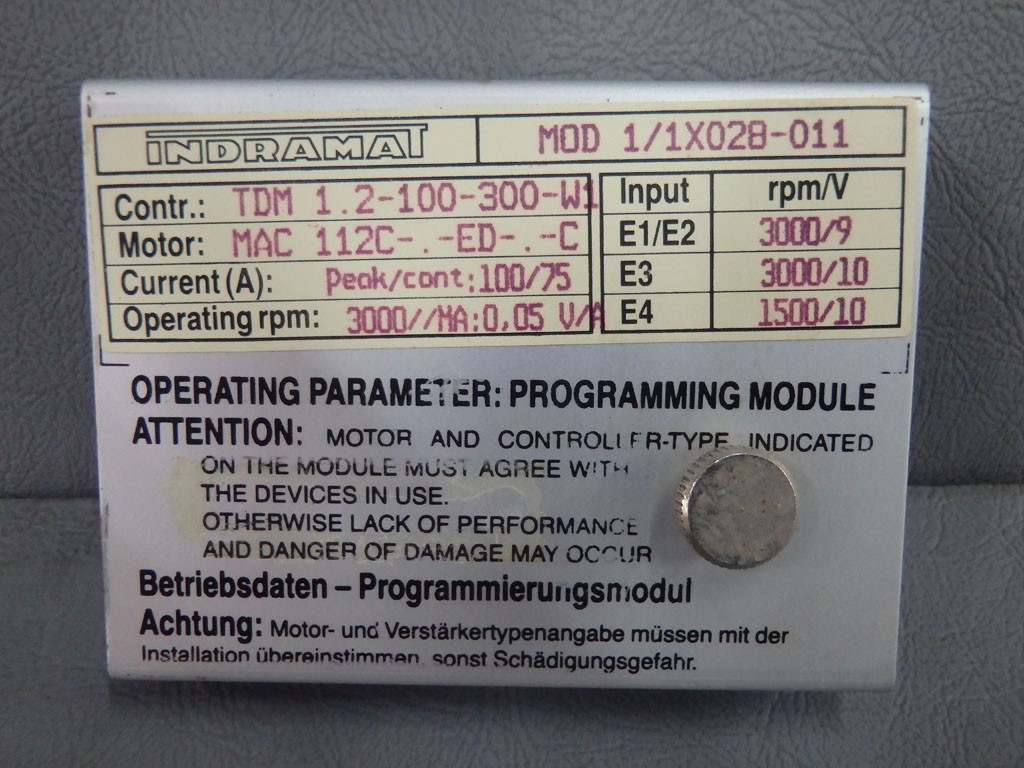 INDRAMAT MOD 1/1X028-011
Contr.: TDM 1.2-100-300-W1 Input rpm/V
Motor: MAC 112C-.-ED-.-C E1/E2 3000/9
Current (A): Peak/cont:100/75 E3 3000/10
Operating rpm: 3000//MA:0,05 V/A E4 1500/10
OPERATING PARAMETER: PROGRAMMING MODULE
ATTENTION: MOTOR AND CONTROLLER-TYPE INDICATED
ON THE MODULE MUST AGREE WITH
THE DEVICES IN USE.
OTHERWISE LACK OF PERFORMANCE
AND DANGER OF DAMAGE MAY OCCUR
Betriebsdaten – Programmierungsmodul
Achtung: Motor- und Verstärkertypenangabe müssen mit der
Installation übereinstimmen, sonst Schädigungsgefahr.